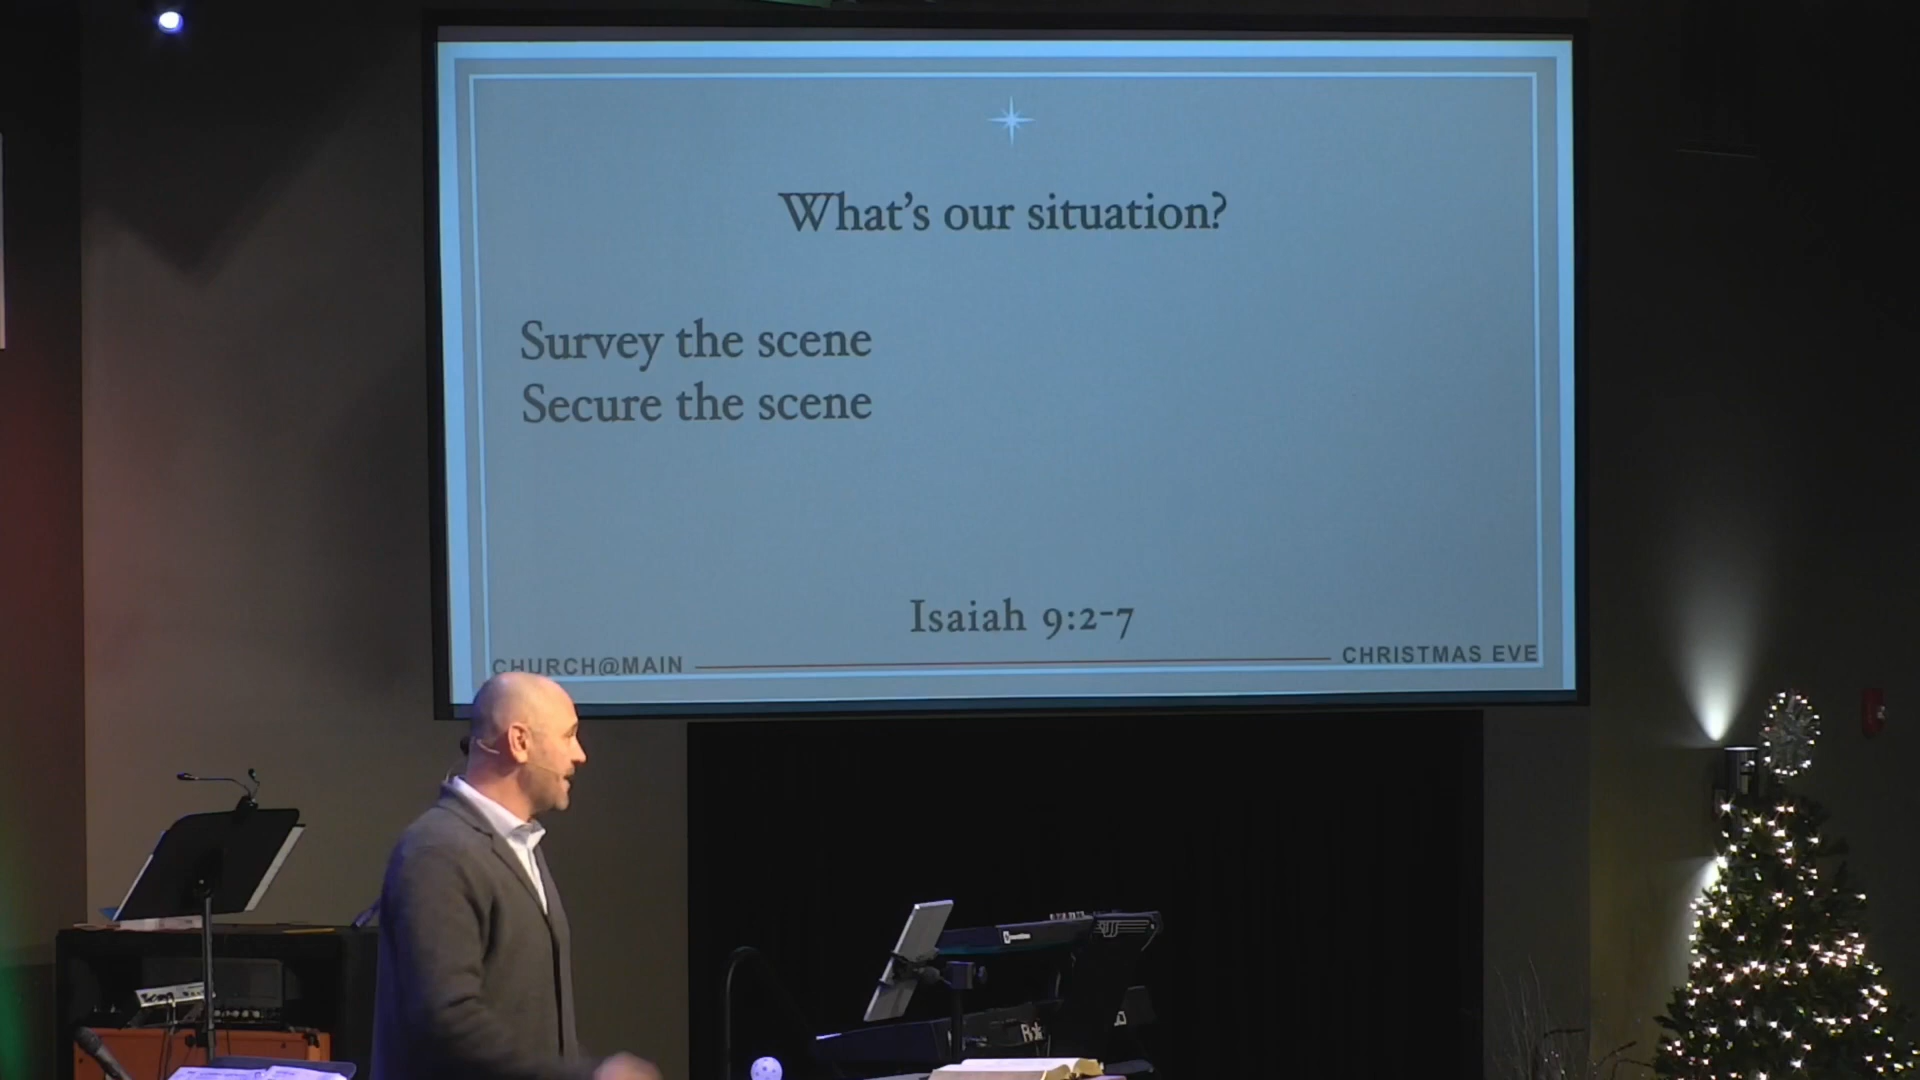 What's our situation?
Survey the scene
Secure the scene
Isaiah 9:2-7
CHURCH@MAIN
CHRISTMAS EVE